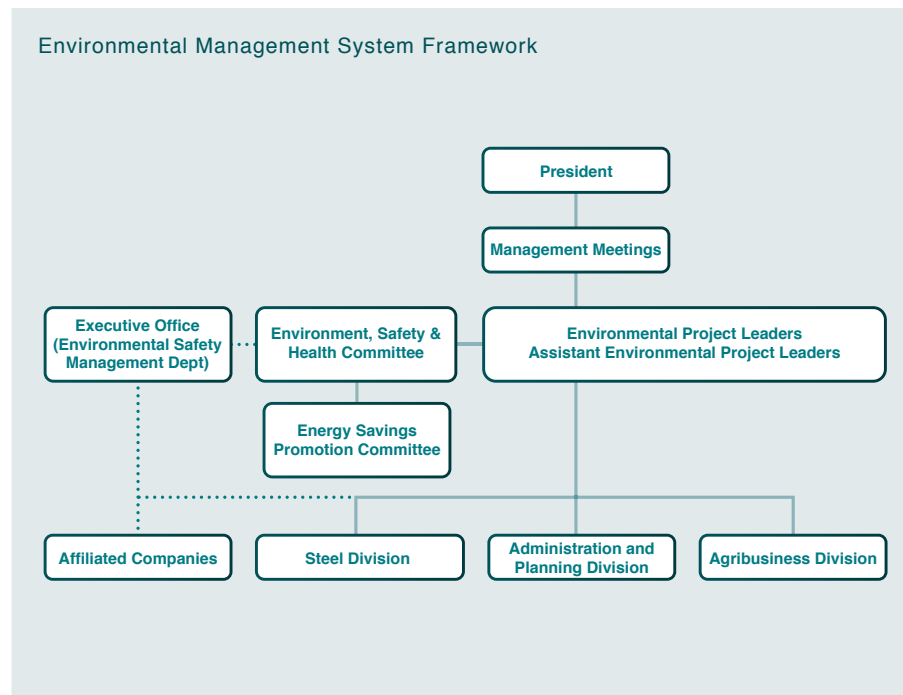 Environmental Management System Framework
President
Management Meetings
Executive Office
(Environmental Safety
Management Dept)
Environment, Safety &
Health Committee
Environmental Project Leaders
Assistant Environmental Project Leaders
Energy Savings
Promotion Committee
Affiliated Companies
Steel Division
Administration and
Planning Division
Agribusiness Division